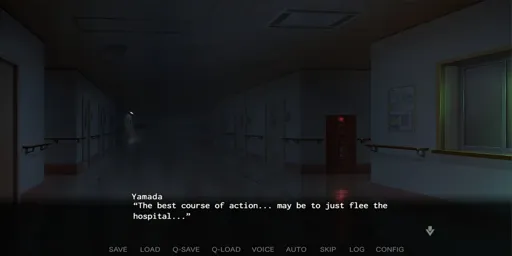 Yamada
“The best course of action... may be to just flee the
hospital...”
SAVE LOAD Q-SAVE Q-LOAD VOICE AUTO SKIP LOG CONFIG